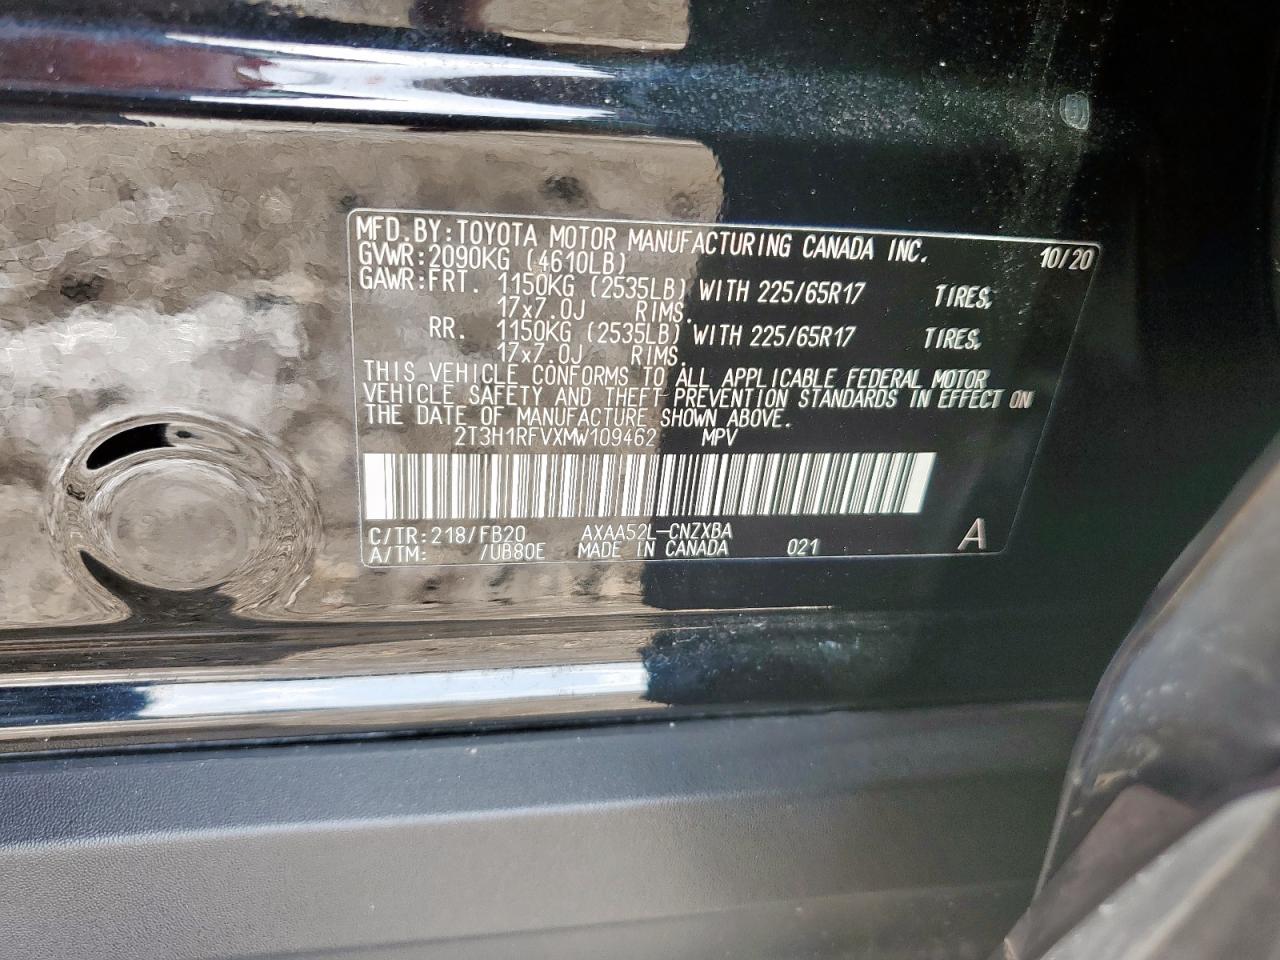 MFD. BY: TOYOTA MOTOR MANUFACTURING CANADA INC. 10/20
GVWR: 2090KG (4610LB)
GAWR: FRT. 1150KG (2535LB) WITH 225/65R17 TIRES,
17x7.0J RIMS.
RR. 1150KG (2535LB) WITH 225/65R17 TIRES,
17x7.0J RIMS.
THIS VEHICLE CONFORMS TO ALL APPLICABLE FEDERAL MOTOR
VEHICLE SAFETY AND THEFT PREVENTION STANDARDS IN EFFECT ON
THE DATE OF MANUFACTURE SHOWN ABOVE.
2T3H1RFVXMW109462 MPV
C/TR: 218/FB20 AXAA52L-CNZXBA A
A/TM: /UB80E MADE IN CANADA 021